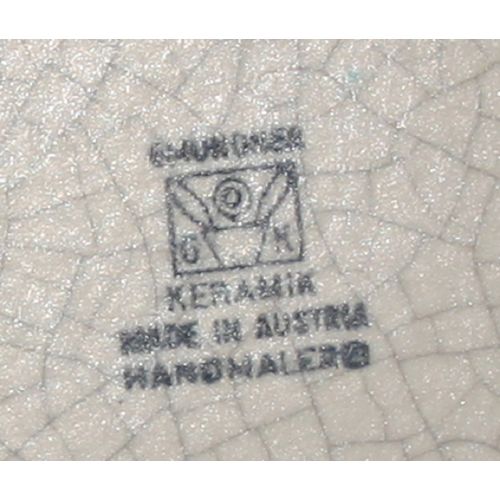 GMUNDNER
G K
KERAMIK
MADE IN AUSTRIA
HANDMALEREI